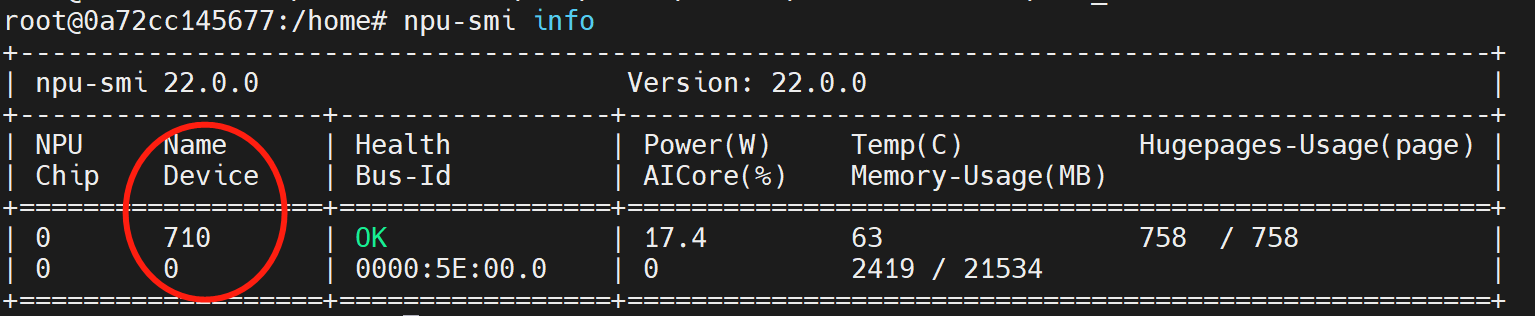 root@0a72cc145677:/home# npu-smi info
+--------------------------------------------------------------------------------------------+
| npu-smi 22.0.0                       Version: 22.0.0                                       |
+-------------------+-----------------+------------------------------------------------------+
| NPU     Name      | Health          | Power(W)     Temp(C)           Hugepages-Usage(page) |
| Chip    Device    | Bus-Id          | AICore(%)    Memory-Usage(MB)                        |
+===================+=================+======================================================+
| 0       710       | OK              | 17.4         63                758  / 758            |
| 0       0         | 0000:5E:00.0    | 0            2419 / 21534                            |
+===================+=================+======================================================+